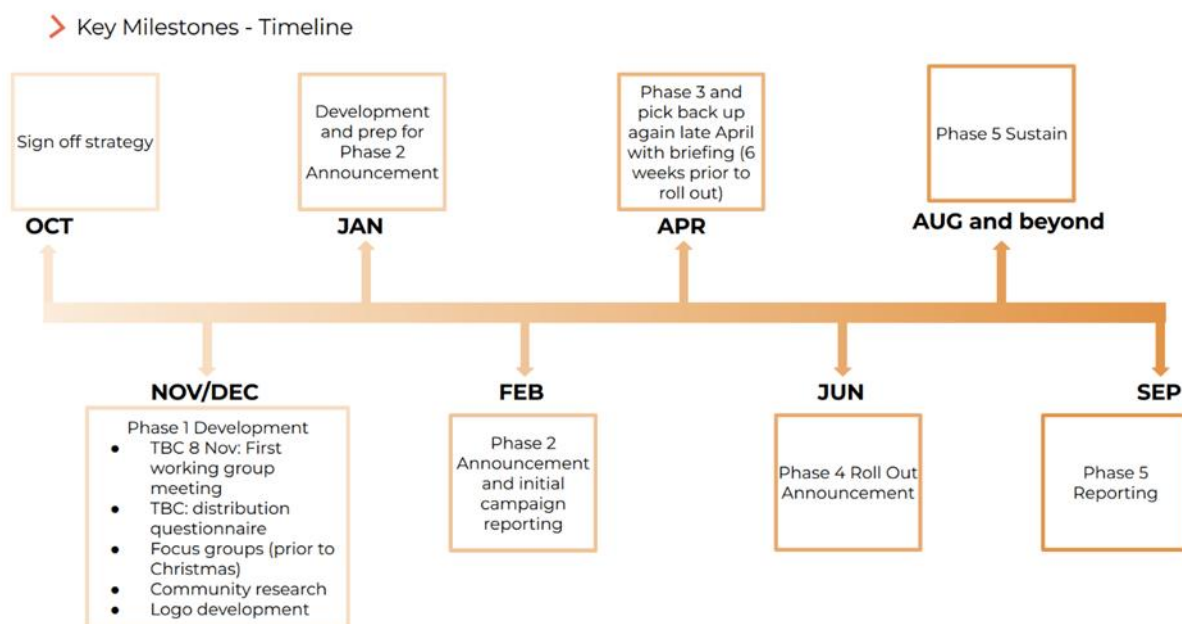 Key Milestones - Timeline
Sign off strategy
OCT
Development
and prep for
Phase 2
Announcement
JAN
Phase 3 and
pick back up
again late April
with briefing (6
weeks prior to
roll out)
APR
Phase 5 Sustain
AUG and beyond
NOV/DEC
Phase 1 Development
● TBC 8 Nov: First
working group
meeting
● TBC: distribution
questionnaire
● Focus groups (prior to
Christmas)
● Community research
● Logo development
FEB
Phase 2
Announcement
and initial
campaign
reporting
JUN
Phase 4 Roll Out
Announcement
SEP
Phase 5
Reporting